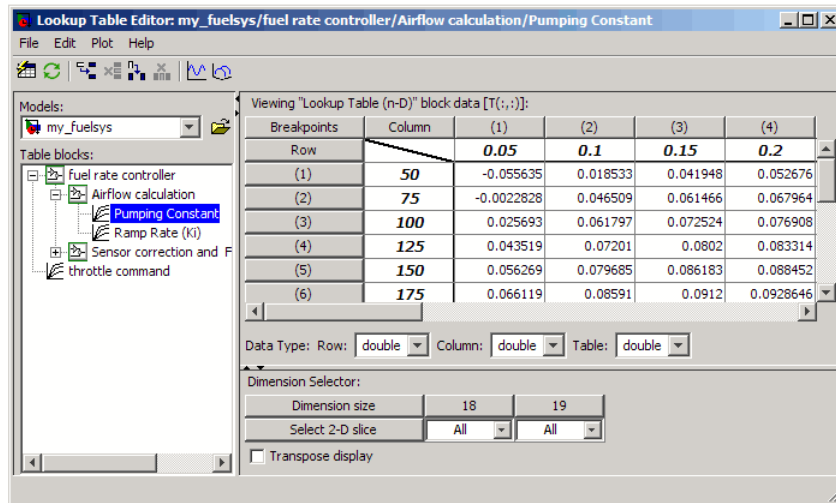 Lookup Table Editor: my_fuelsys/fuel rate controller/Airflow calculation/Pumping Constant
File Edit Plot Help
Models:
my_fuelsys
Table blocks:
fuel rate controller
Airflow calculation
Pumping Constant
Ramp Rate (Ki)
Sensor correction and F
throttle command
Viewing "Lookup Table (n-D)" block data [T(:,:)]:
Breakpoints Column (1) (2) (3) (4)
Row 0.05 0.1 0.15 0.2
(1) 50 -0.055635 0.018533 0.041948 0.052676
(2) 75 -0.0022828 0.046509 0.061466 0.067964
(3) 100 0.025693 0.061797 0.072524 0.076908
(4) 125 0.043519 0.07201 0.0802 0.083314
(5) 150 0.056269 0.079685 0.086183 0.088452
(6) 175 0.066119 0.08591 0.0912 0.0928646
Data Type: Row: double Column: double Table: double
Dimension Selector:
Dimension size 18 19
Select 2-D slice All All
Transpose display